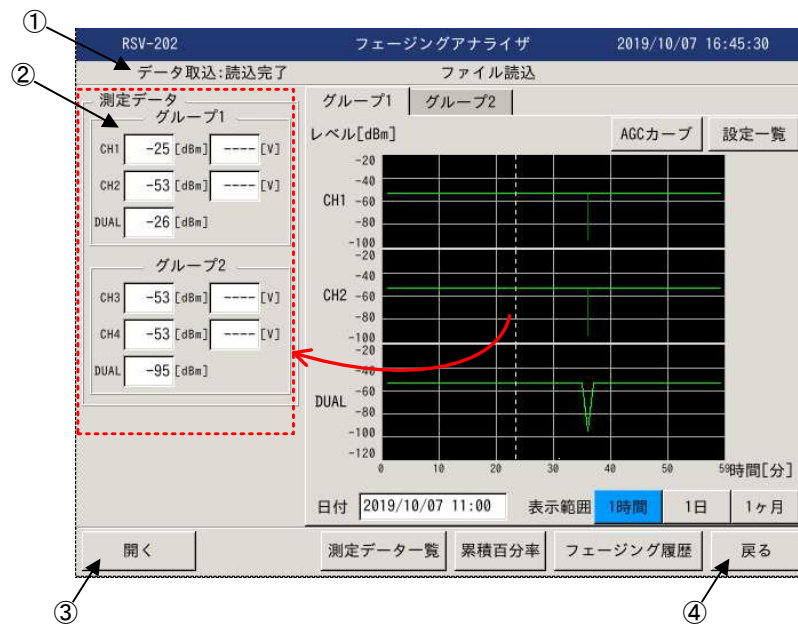 ①
RSV-202 フェージングアナライザ 2019/10/07 16:45:30
②
データ取込:読込完了 ファイル読込
測定データ
グループ1
CH1 -25 [dBm] ---- [V]
CH2 -53 [dBm] ---- [V]
DUAL -26 [dBm]
グループ2
CH3 -53 [dBm] ---- [V]
CH4 -53 [dBm] ---- [V]
DUAL -95 [dBm]
グループ1 グループ2
レベル[dBm] AGCカーブ 設定一覧
-20
-40
CH1 -60
-80
-100
-20
-40
CH2 -60
-80
-100
-20
-40
DUAL -60
-80
-100
-120
0 10 20 30 40 50 59 時間[分]
日付 2019/10/07 11:00 表示範囲 1時間 1日 1ヶ月
開く 測定データ一覧 累積百分率 フェージング履歴 戻る
③ ④